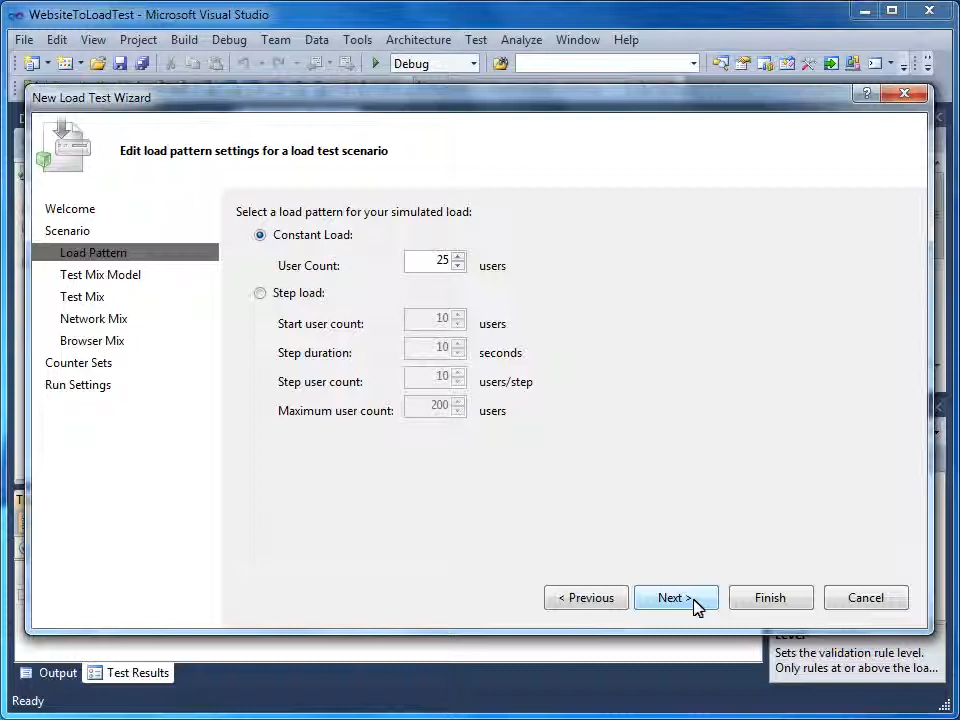 WebsiteToLoadTest - Microsoft Visual Studio
File Edit View Project Build Debug Team Data Tools Architecture Test Analyze Window Help
Debug
New Load Test Wizard
Edit load pattern settings for a load test scenario
Welcome
Scenario
Load Pattern
Test Mix Model
Test Mix
Network Mix
Browser Mix
Counter Sets
Run Settings
Select a load pattern for your simulated load:
Constant Load:
User Count: 25 users
Step load:
Start user count: 10 users
Step duration: 10 seconds
Step user count: 10 users/step
Maximum user count: 200 users
< Previous Next > Finish Cancel
Level
Sets the validation rule level.
Only rules at or above the loa...
Output Test Results
Ready